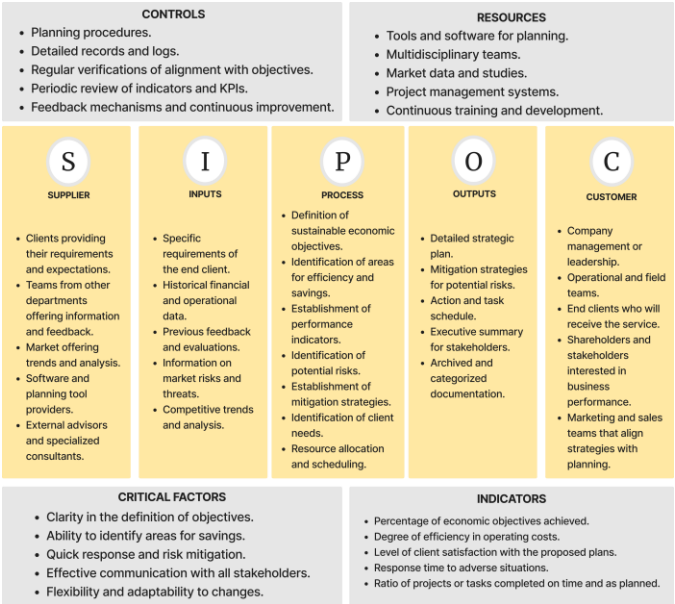 CONTROLS
• Planning procedures.
• Detailed records and logs.
• Regular verifications of alignment with objectives.
• Periodic review of indicators and KPIs.
• Feedback mechanisms and continuous improvement.
RESOURCES
• Tools and software for planning.
• Multidisciplinary teams.
• Market data and studies.
• Project management systems.
• Continuous training and development.
S
SUPPLIER
• Clients providing
their requirements
and expectations.
• Teams from other
departments
offering information
and feedback.
• Market offering
trends and analysis.
• Software and
planning tool
providers.
• External advisors
and specialized
consultants.
I
INPUTS
• Specific
requirements of
the end client.
• Historical financial
and operational
data.
• Previous feedback
and evaluations.
• Information on
market risks and
threats.
• Competitive trends
and analysis.
P
PROCESS
• Definition of
sustainable economic
objectives.
• Identification of areas
for efficiency and
savings.
• Establishment of
performance
indicators.
• Identification of
potential risks.
• Establishment of
mitigation strategies.
• Identification of client
needs.
• Resource allocation
and scheduling.
O
OUTPUTS
• Detailed strategic
plan.
• Mitigation strategies
for potential risks.
• Action and task
schedule.
• Executive summary
for stakeholders.
• Archived and
categorized
documentation.
C
CUSTOMER
• Company
management or
leadership.
• Operational and field
teams.
• End clients who will
receive the service.
• Shareholders and
stakeholders
interested in
business
performance.
• Marketing and sales
teams that align
strategies with
planning.
CRITICAL FACTORS
• Clarity in the definition of objectives.
• Ability to identify areas for savings.
• Quick response and risk mitigation.
• Effective communication with all stakeholders.
• Flexibility and adaptability to changes.
INDICATORS
• Percentage of economic objectives achieved.
• Degree of efficiency in operating costs.
• Level of client satisfaction with the proposed plans.
• Response time to adverse situations.
• Ratio of projects or tasks completed on time and as planned.